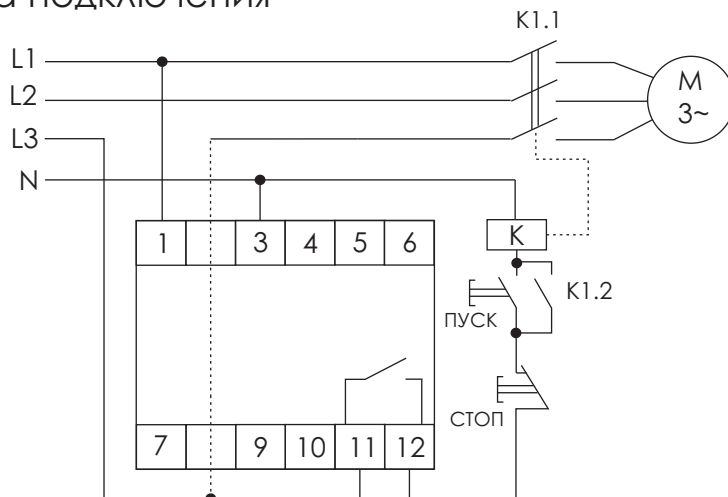 а подключения
K1.1
L1
L2
L3
N
M
3~
1 3 4 5 6
K
K1.2
ПУСК
СТОП
7 9 10 11 12